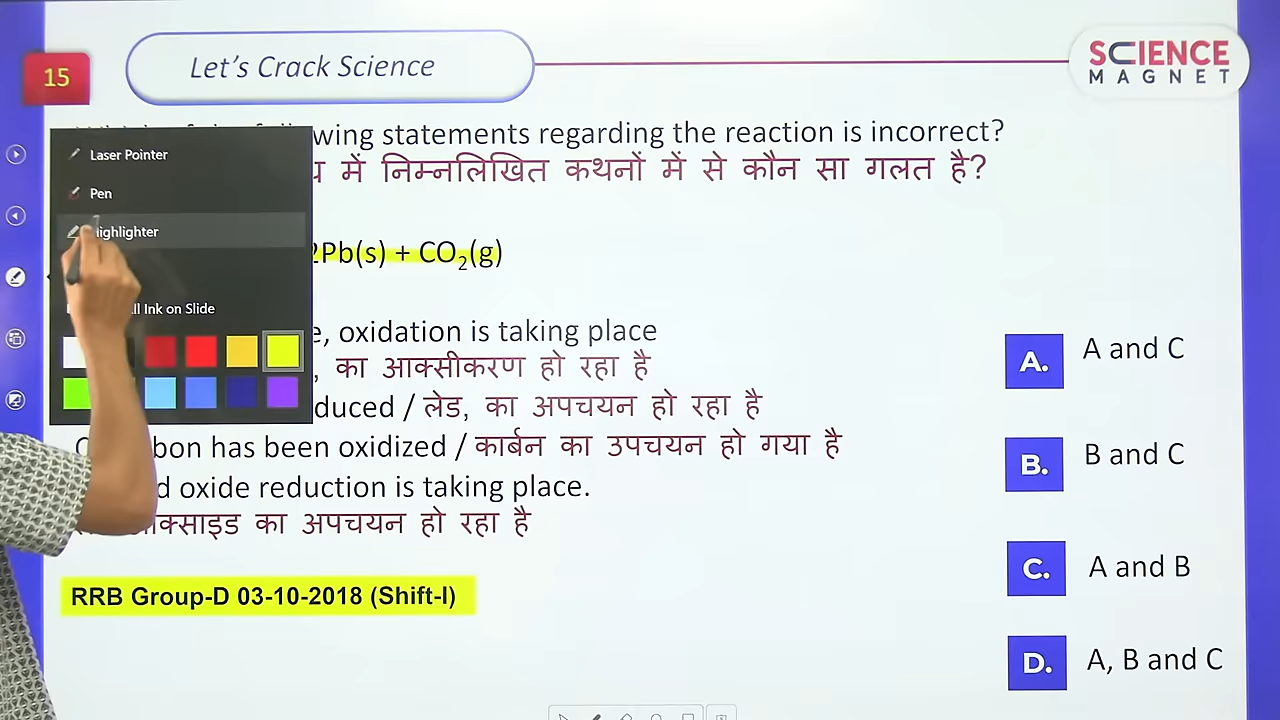 15
Let's Crack Science
SCIENCE
MAGNET
wing statements regarding the reaction is incorrect?
में निम्नलिखित कथनों में से कौन सा गलत है?
Laser Pointer
Pen
Highlighter
2Pb(s) + CO₂(g)
Ink on Slide
oxidation is taking place
, का आक्सीकरण हो रहा है
duced / लेड, का अपचयन हो रहा है
bon has been oxidized / कार्बन का उपचयन हो गया है
d oxide reduction is taking place.
क्साइड का अपचयन हो रहा है
RRB Group-D 03-10-2018 (Shift-I)
A. A and C
B. B and C
C. A and B
D. A, B and C